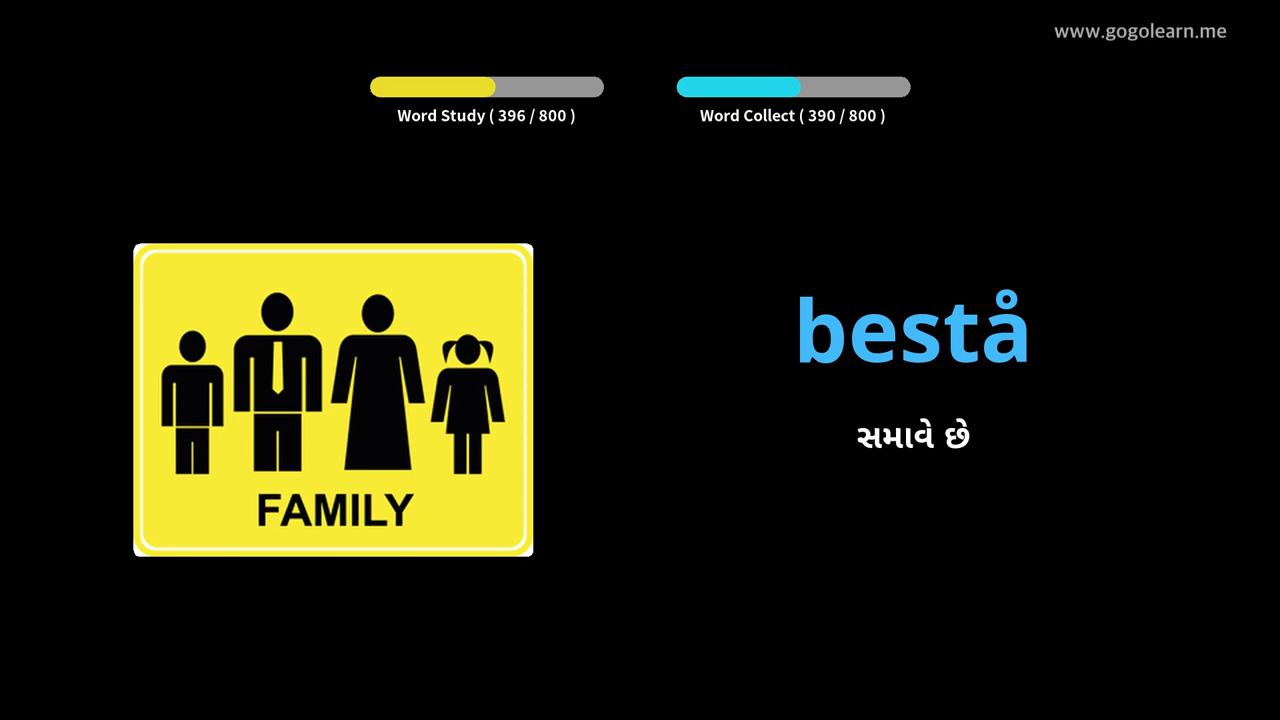 www.gogolearn.me
Word Study ( 396 / 800 )
Word Collect ( 390 / 800 )
FAMILY
bestå
સમાવે છે